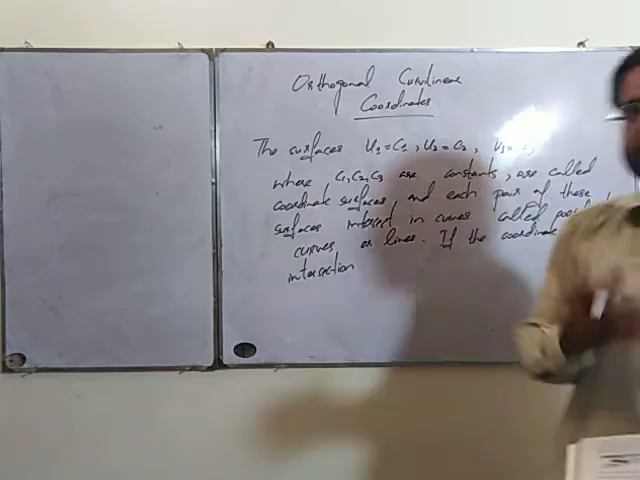 Orthogonal Curvilinear
Coordinates
The surfaces U1=C1, U2=C2, U3=
where C1,C2,C3 are constants, are called
coordinate surfaces and each pair of these
surfaces intersect in curves called
curves or lines. If the coordinate
intersection